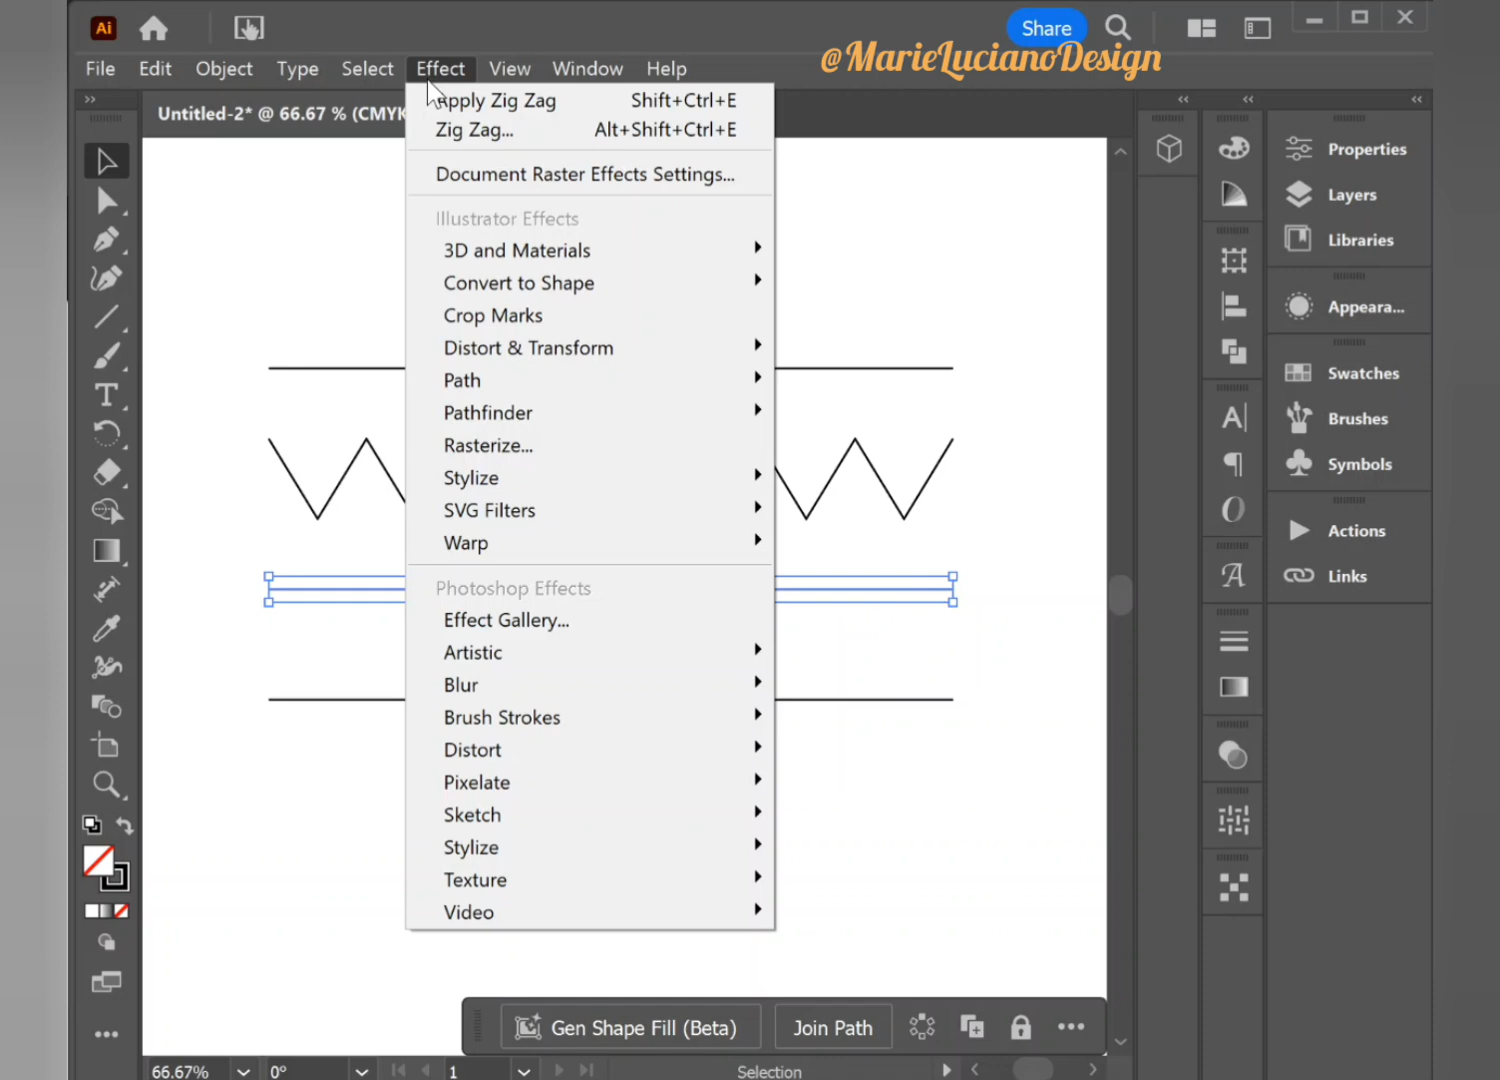 Ai
Share
@MarieLucianoDesign
File Edit Object Type Select Effect View Window Help
Untitled-2* @ 66.67 % (CMYK
Apply Zig Zag Shift+Ctrl+E
Zig Zag... Alt+Shift+Ctrl+E
Document Raster Effects Settings...
Illustrator Effects
3D and Materials
Convert to Shape
Crop Marks
Distort & Transform
Path
Pathfinder
Rasterize...
Stylize
SVG Filters
Warp
Photoshop Effects
Effect Gallery...
Artistic
Blur
Brush Strokes
Distort
Pixelate
Sketch
Stylize
Texture
Video
Properties
Layers
Libraries
Appeara...
Swatches
Brushes
Symbols
Actions
Links
Gen Shape Fill (Beta) Join Path
66.67% 0° 1 Selection